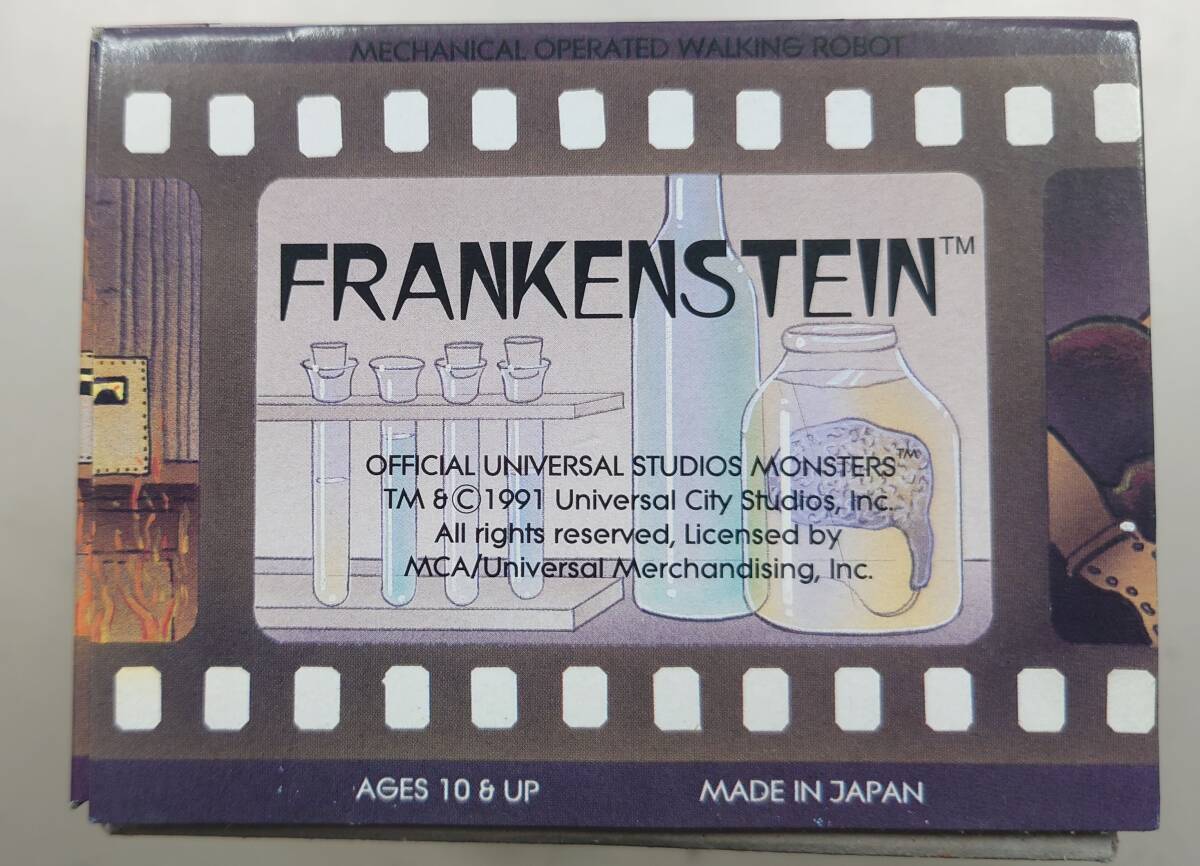 MECHANICAL OPERATED WALKING ROBOT
FRANKENSTEIN™
OFFICIAL UNIVERSAL STUDIOS MONSTERS™
TM & ©1991 Universal City Studios, Inc.
All rights reserved, Licensed by
MCA/Universal Merchandising, Inc.
AGES 10 & UP
MADE IN JAPAN